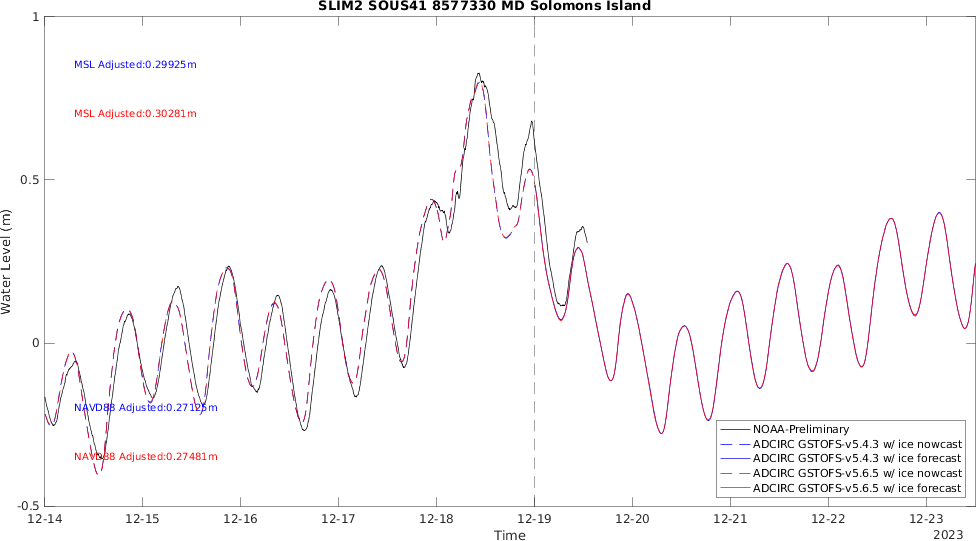 SLIM2 SOUS41 8577330 MD Solomons Island
1
MSL Adjusted:0.29925m
MSL Adjusted:0.30281m
0.5
Water Level (m)
0
NAVD88 Adjusted:0.27125m
NAVD88 Adjusted:0.27481m
-0.5
NOAA-Preliminary
ADCIRC GSTOFS-v5.4.3 w/ ice nowcast
ADCIRC GSTOFS-v5.4.3 w/ ice forecast
ADCIRC GSTOFS-v5.6.5 w/ ice nowcast
ADCIRC GSTOFS-v5.6.5 w/ ice forecast
12-14 12-15 12-16 12-17 12-18 12-19 12-20 12-21 12-22 12-23
Time
2023